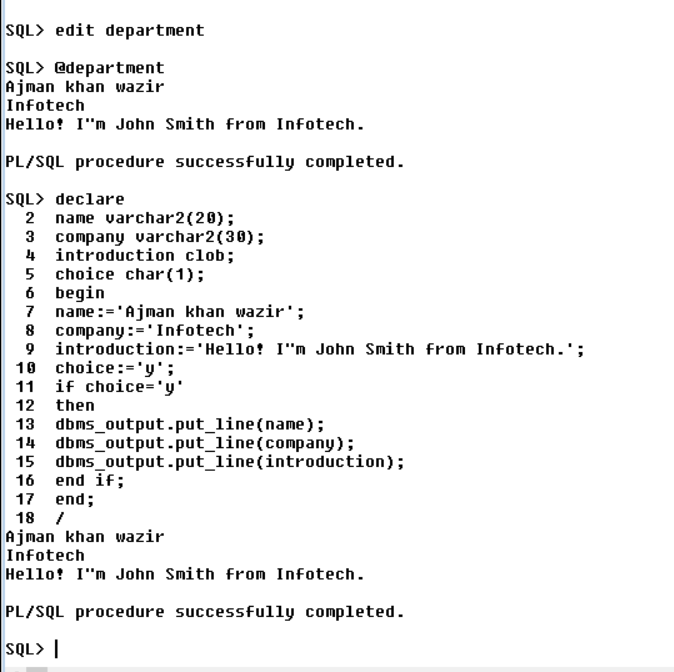 SQL> edit department
SQL> @department
Ajman khan wazir
Infotech
Hello! I"m John Smith from Infotech.
PL/SQL procedure successfully completed.
SQL> declare
2 name varchar2(20);
3 company varchar2(30);
4 introduction clob;
5 choice char(1);
6 begin
7 name:='Ajman khan wazir';
8 company:='Infotech';
9 introduction:='Hello! I"m John Smith from Infotech.';
10 choice:='y';
11 if choice='y'
12 then
13 dbms_output.put_line(name);
14 dbms_output.put_line(company);
15 dbms_output.put_line(introduction);
16 end if;
17 end;
18 /
Ajman khan wazir
Infotech
Hello! I"m John Smith from Infotech.
PL/SQL procedure successfully completed.
SQL>